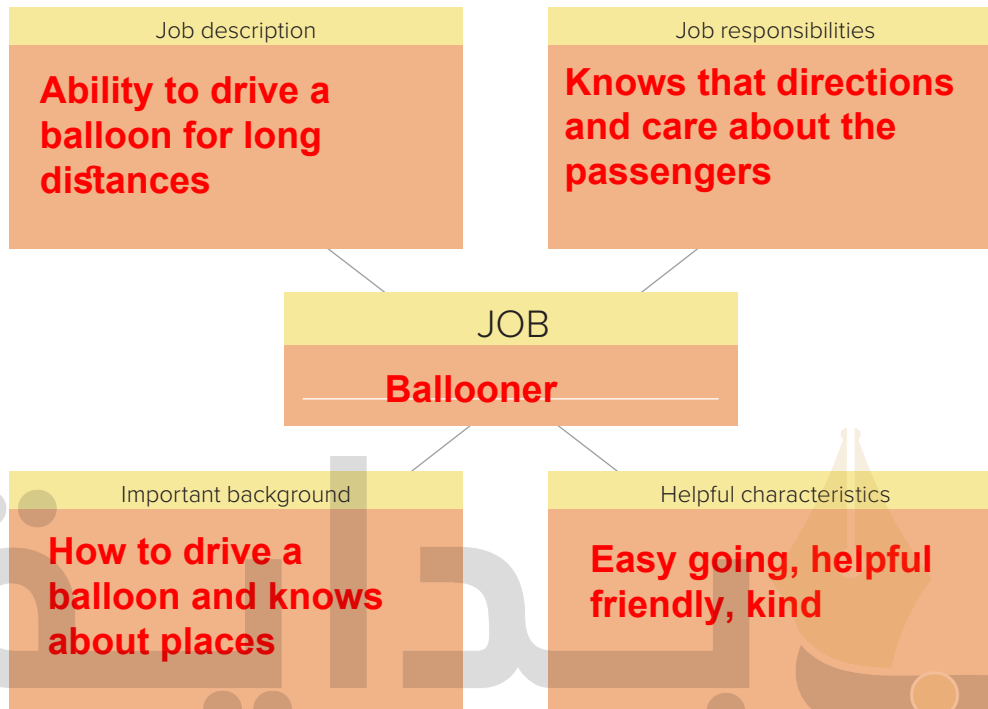 Job description
Ability to drive a
balloon for long
distances
Job responsibilities
Knows that directions
and care about the
passengers
JOB
Ballooner
Important background
How to drive a
balloon and knows
about places
Helpful characteristics
Easy going, helpful
friendly, kind
بداية